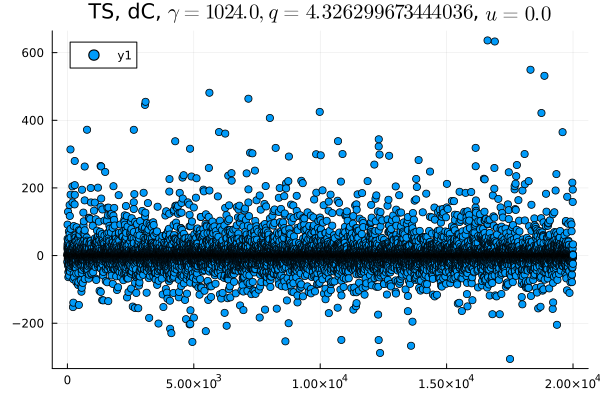 TS, dC, γ = 1024.0, q = 4.326299673444036, u = 0.0
y1
600
400
200
0
−200
0 5.00×10³ 1.00×10⁴ 1.50×10⁴ 2.00×10⁴